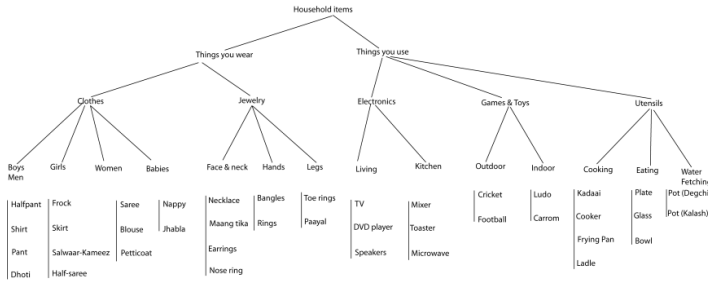 Household items
Things you wear
Things you use
Clothes
Jewelry
Electronics
Games & Toys
Utensils
Boys
Men
Girls
Women
Babies
Face & neck
Hands
Legs
Living
Kitchen
Outdoor
Indoor
Cooking
Eating
Water
Fetching
Halfpant
Shirt
Pant
Dhoti
Frock
Skirt
Salwaar-Kameez
Half-saree
Saree
Blouse
Petticoat
Nappy
Jhabla
Necklace
Maang tika
Earrings
Nose ring
Bangles
Rings
Toe rings
Paayal
TV
DVD player
Speakers
Mixer
Toaster
Microwave
Cricket
Football
Ludo
Carrom
Kadaai
Cooker
Frying Pan
Ladle
Plate
Glass
Bowl
Pot (Degchi
Pot (Kalash)